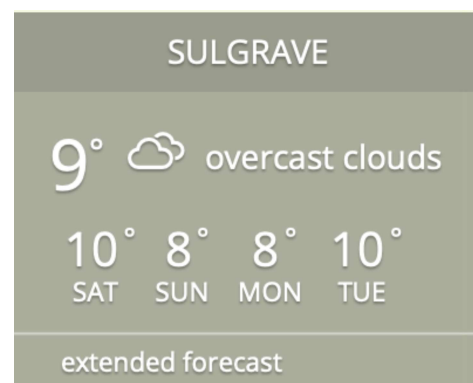 SULGRAVE
9° overcast clouds
10° 8° 8° 10°
SAT SUN MON TUE
extended forecast